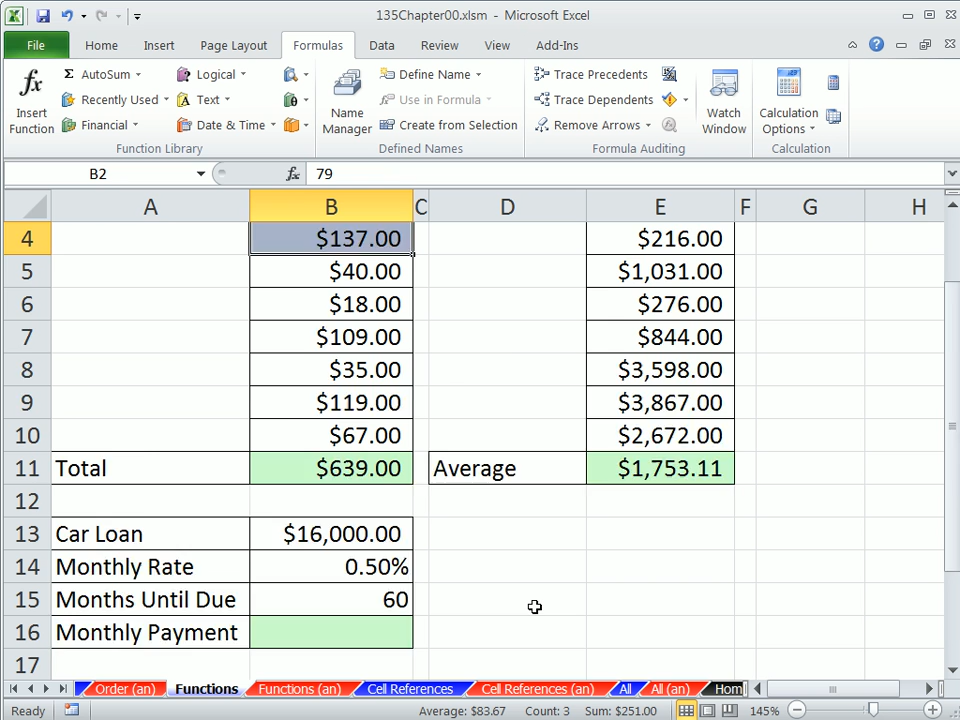 135Chapter00.xlsm - Microsoft Excel
File Home Insert Page Layout Formulas Data Review View Add-Ins
fx Insert Function
Σ AutoSum
Recently Used
Financial
Logical
Text
Date & Time
Function Library
Name Manager
Define Name
Use in Formula
Create from Selection
Defined Names
Trace Precedents
Trace Dependents
Remove Arrows
Formula Auditing
Watch Window
Calculation Options
Calculation
B2 fx 79
A B C D E F G H
4 $137.00 $216.00
5 $40.00 $1,031.00
6 $18.00 $276.00
7 $109.00 $844.00
8 $35.00 $3,598.00
9 $119.00 $3,867.00
10 $67.00 $2,672.00
11 Total $639.00 Average $1,753.11
12
13 Car Loan $16,000.00
14 Monthly Rate 0.50%
15 Months Until Due 60
16 Monthly Payment
17
Order (an) Functions Functions (an) Cell References Cell References (an) All All (an) Hom
Ready Average: $83.67 Count: 3 Sum: $251.00 145%